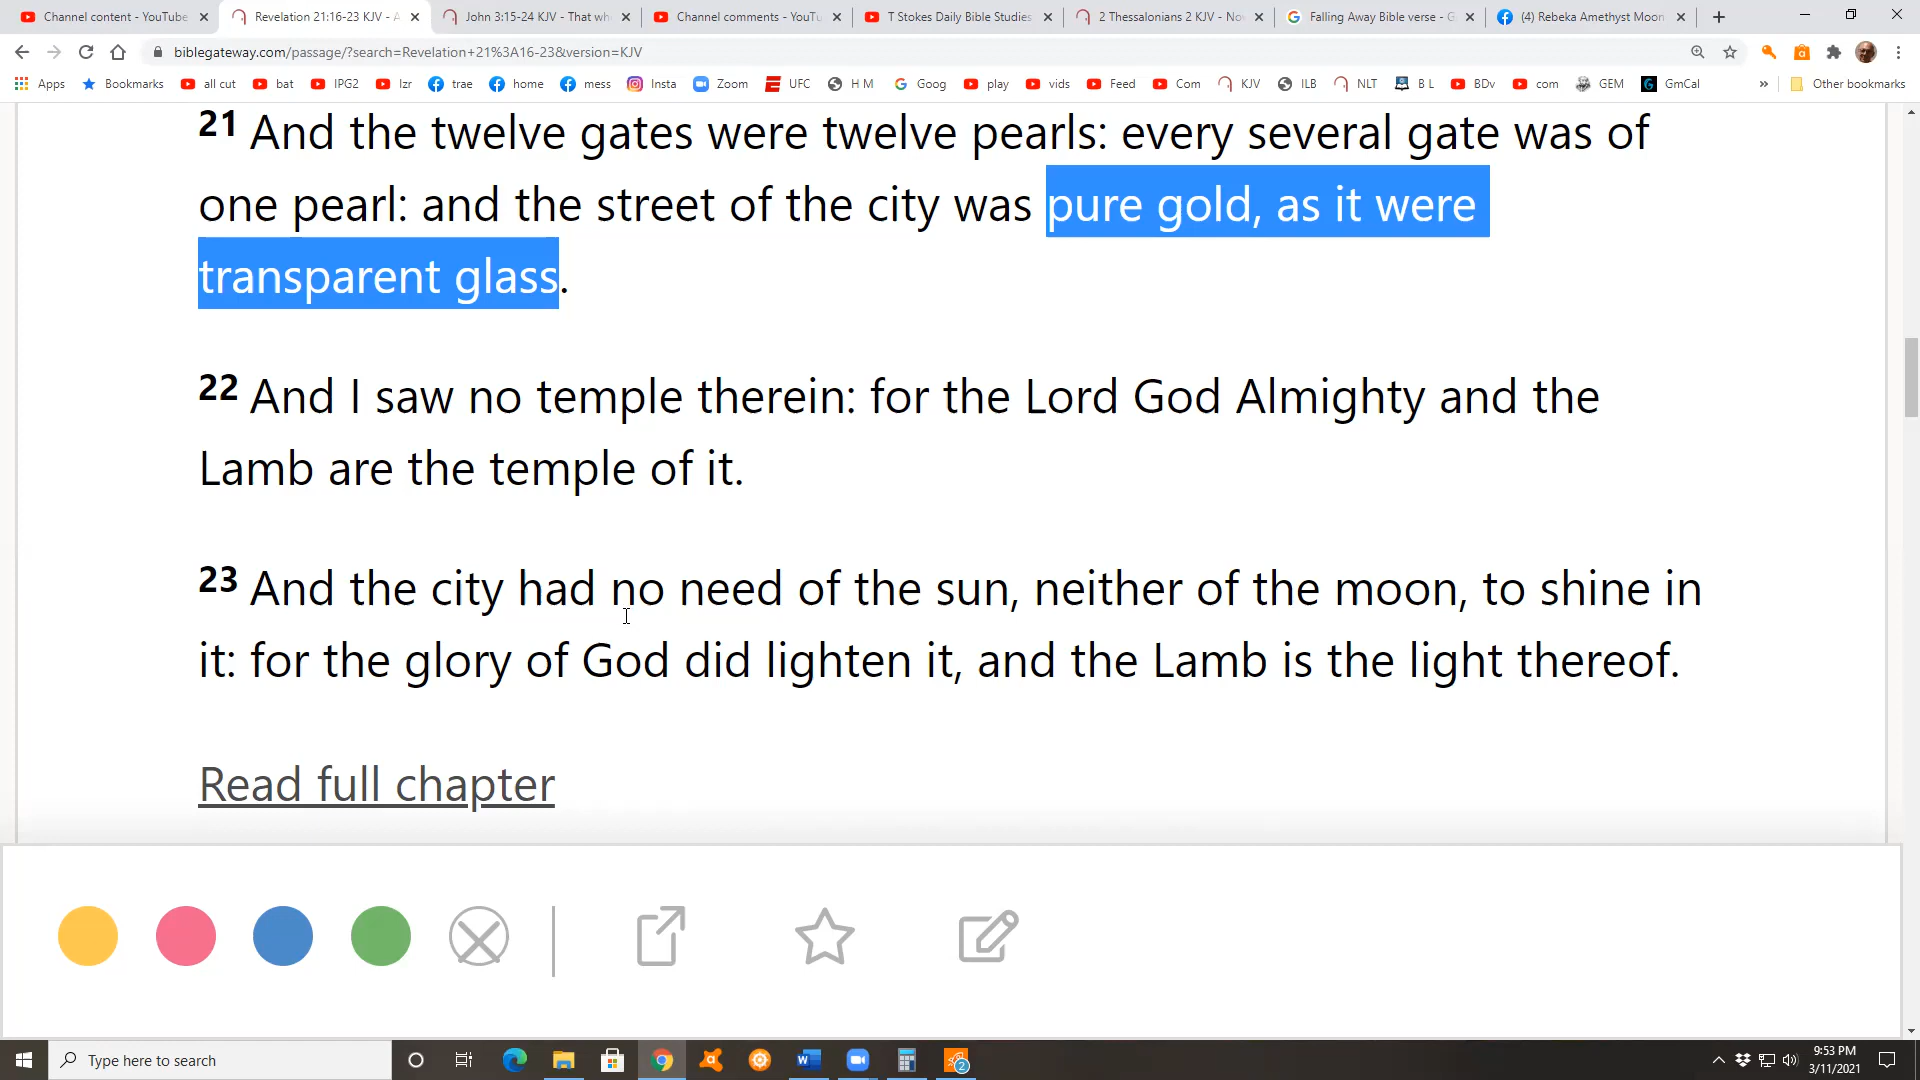 Channel content - YouTube
Revelation 21:16-23 KJV - A
John 3:15-24 KJV - That wh
Channel comments - YouTu
T Stokes Daily Bible Studies
2 Thessalonians 2 KJV - No
Falling Away Bible verse - G
(4) Rebeka Amethyst Moon
biblegateway.com/passage/?search=Revelation+21%3A16-23&version=KJV
Apps Bookmarks all cut bat IPG2 lzr trae home mess Insta Zoom UFC H M Goog play vids Feed Com KJV ILB NLT B L BDv com GEM GmCal » Other bookmarks
21 And the twelve gates were twelve pearls: every several gate was of
one pearl: and the street of the city was pure gold, as it were
transparent glass.
22 And I saw no temple therein: for the Lord God Almighty and the
Lamb are the temple of it.
23 And the city had no need of the sun, neither of the moon, to shine in
it: for the glory of God did lighten it, and the Lamb is the light thereof.
Read full chapter
Type here to search
2
9:53 PM
3/11/2021